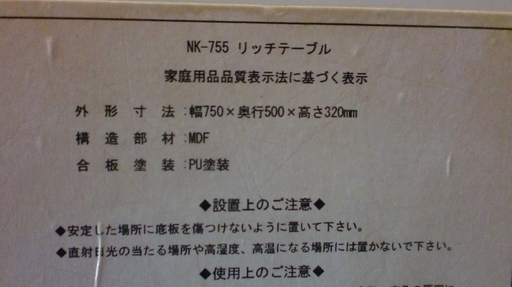 NK-755 リッチテーブル
家庭用品品質表示法に基づく表示
外形寸法:幅750×奥行500×高さ320mm
構造部材:MDF
合板塗装:PU塗装
◆設置上のご注意◆
◆安定した場所に底板を傷つけないように置いて下さい。
◆直射日光の当たる場所や高湿度、高温になる場所には置かないで下さい。
◆使用上のご注意◆